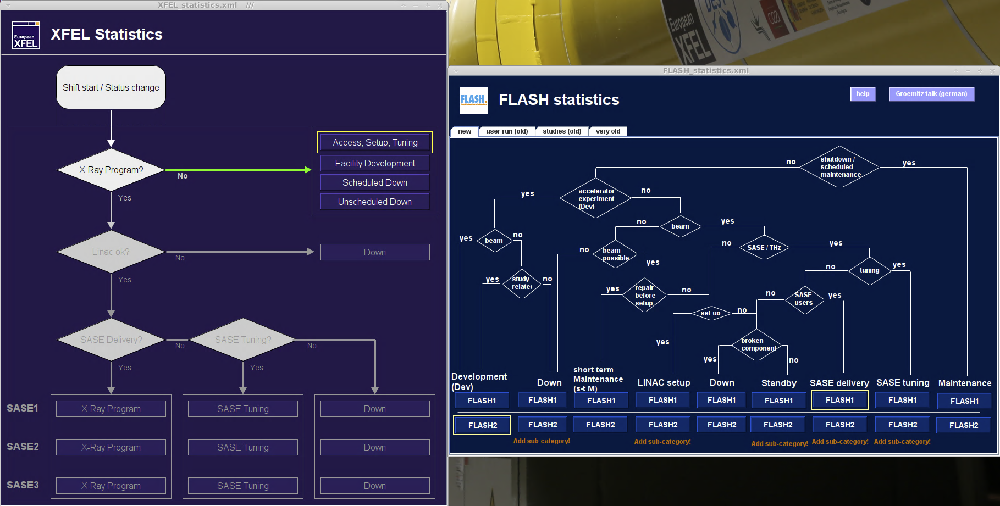 XFEL_statistics.xml ///
European
XFEL
XFEL Statistics
Shift start / Status change
X-Ray Program?
No
Yes
Access, Setup, Tuning
Facility Development
Scheduled Down
Unscheduled Down
Linac ok?
No
Yes
Down
SASE Delivery?
No
Yes
SASE Tuning?
No
Yes
SASE1
X-Ray Program
SASE Tuning
Down
SASE2
X-Ray Program
SASE Tuning
Down
SASE3
X-Ray Program
SASE Tuning
Down
European
XFEL
FLASH_statistics.xml
FLASH.
FLASH statistics
help
Groemitz talk (german)
new
user run (old)
studies (old)
very old
shutdown /
scheduled
maintenance
no
yes
accelerator
experiment
(Dev)
yes
no
beam
no
yes
beam
yes
no
beam
possible
no
yes
SASE / THz
no
yes
tuning
no
yes
study
related
yes
no
repair
before
setup
yes
no
SASE
users
no
yes
set-up
no
yes
broken
component
yes
no
Development
(Dev)
Down
short term
Maintenance
(s-t M)
LINAC setup
Down
Standby
SASE delivery
SASE tuning
Maintenance
FLASH1
FLASH1
FLASH1
FLASH1
FLASH1
FLASH1
FLASH1
FLASH1
FLASH1
FLASH2
FLASH2
FLASH2
FLASH2
FLASH2
FLASH2
FLASH2
FLASH2
FLASH2
Add sub-category!
Add sub-category!
Add sub-category!
Add sub-category!
Add sub-category!